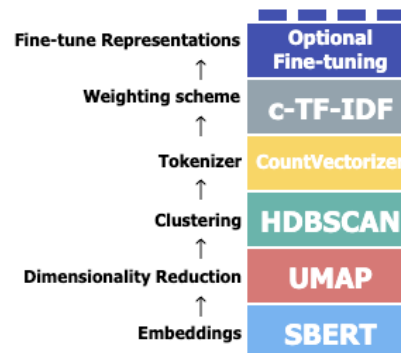 Fine-tune Representations
Optional
Fine-tuning
↑
Weighting scheme
c-TF-IDF
↑
Tokenizer
CountVectorizer
↑
Clustering
HDBSCAN
↑
Dimensionality Reduction
UMAP
↑
Embeddings
SBERT